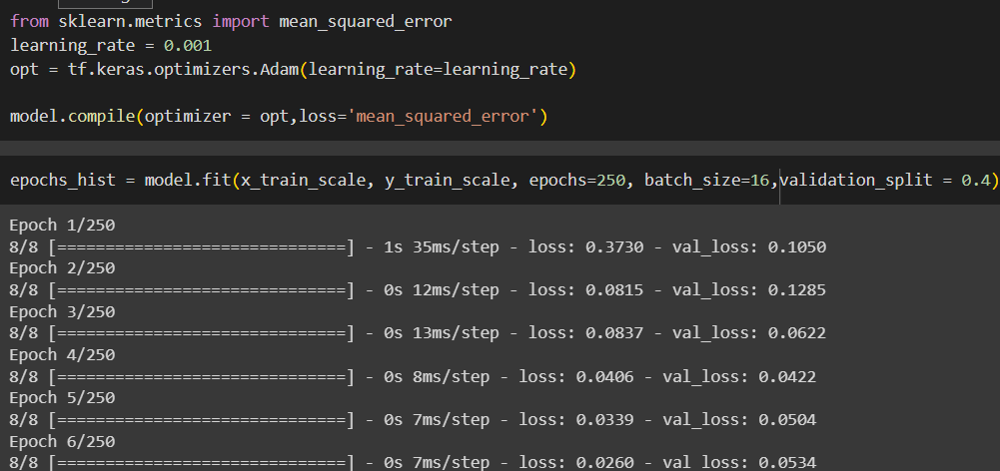 from sklearn.metrics import mean_squared_error
learning_rate = 0.001
opt = tf.keras.optimizers.Adam(learning_rate=learning_rate)
model.compile(optimizer = opt,loss='mean_squared_error')
epochs_hist = model.fit(x_train_scale, y_train_scale, epochs=250, batch_size=16,validation_split = 0.4)
Epoch 1/250
8/8 [==============================] - 1s 35ms/step - loss: 0.3730 - val_loss: 0.1050
Epoch 2/250
8/8 [==============================] - 0s 12ms/step - loss: 0.0815 - val_loss: 0.1285
Epoch 3/250
8/8 [==============================] - 0s 13ms/step - loss: 0.0837 - val_loss: 0.0622
Epoch 4/250
8/8 [==============================] - 0s 8ms/step - loss: 0.0406 - val_loss: 0.0422
Epoch 5/250
8/8 [==============================] - 0s 7ms/step - loss: 0.0339 - val_loss: 0.0504
Epoch 6/250
8/8 [==============================] - 0s 7ms/step - loss: 0.0260 - val_loss: 0.0534